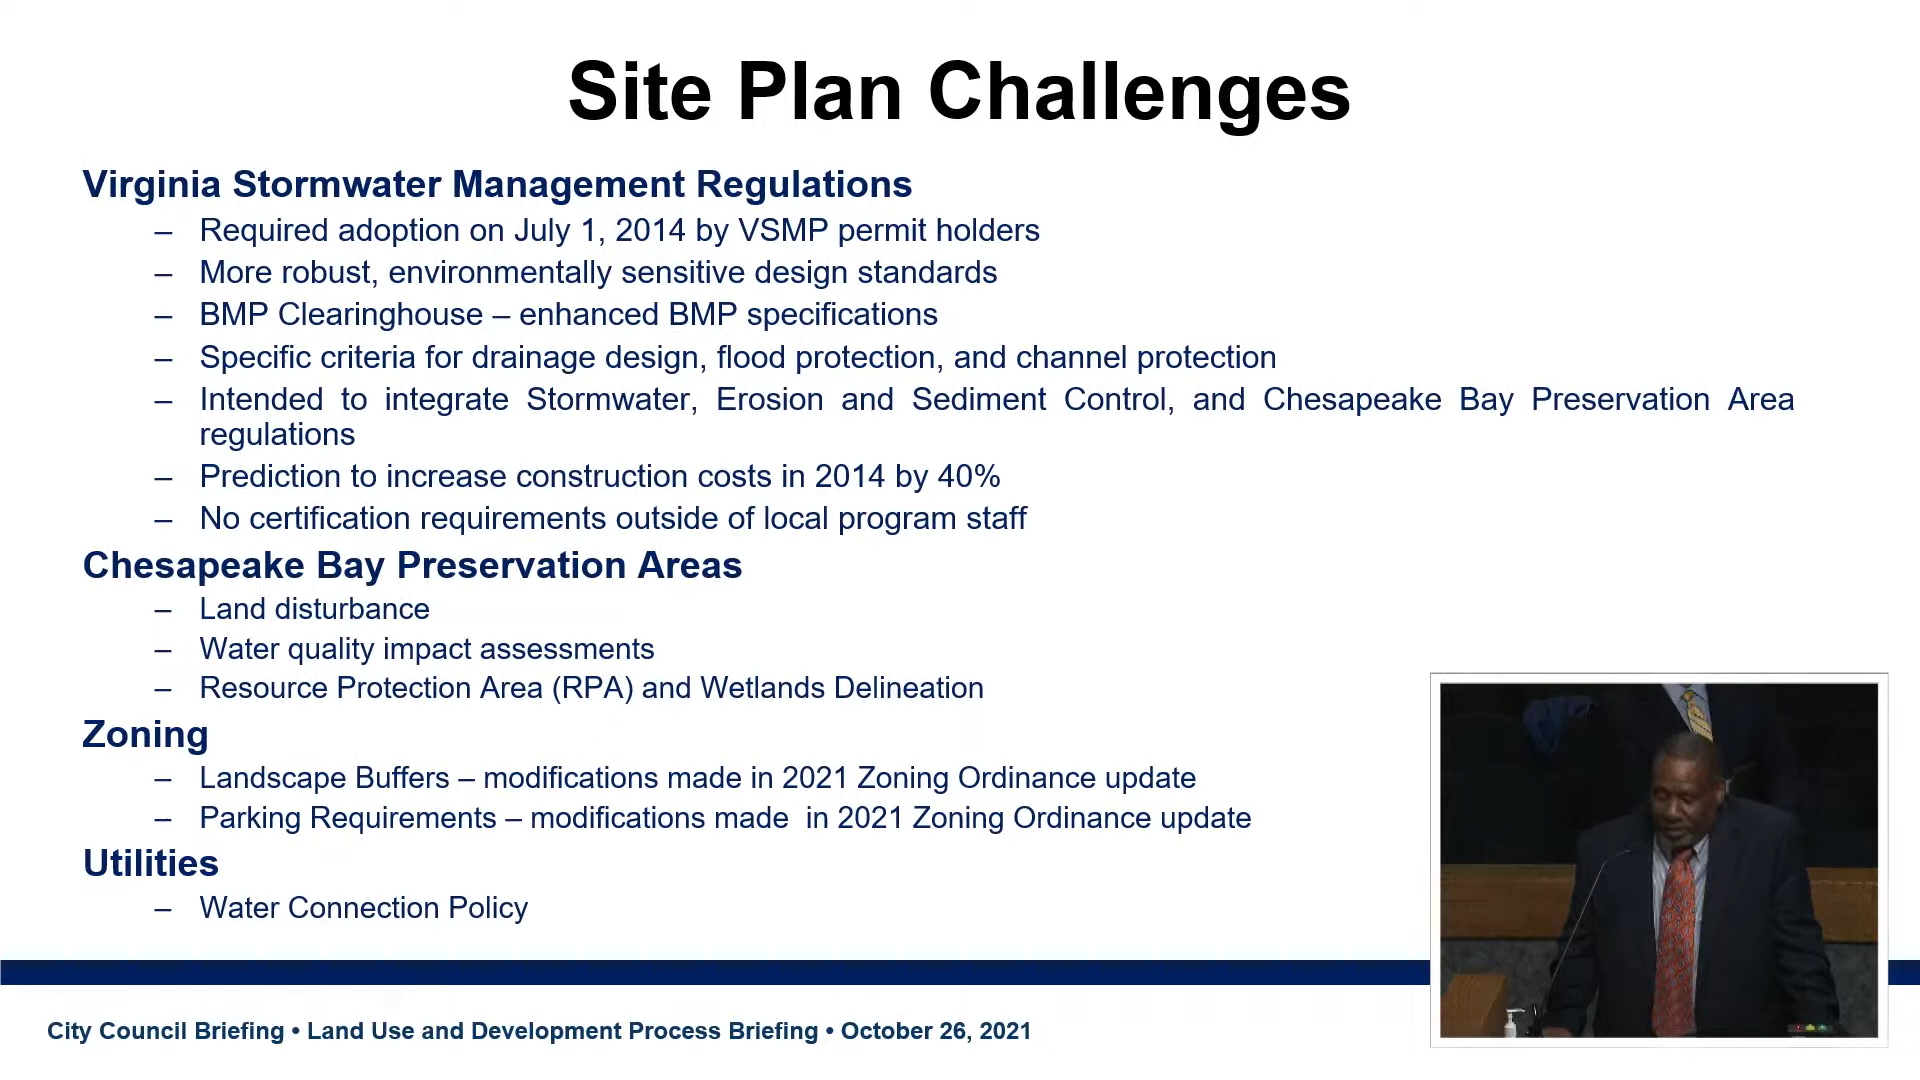 Site Plan Challenges
Virginia Stormwater Management Regulations
– Required adoption on July 1, 2014 by VSMP permit holders
– More robust, environmentally sensitive design standards
– BMP Clearinghouse – enhanced BMP specifications
– Specific criteria for drainage design, flood protection, and channel protection
– Intended to integrate Stormwater, Erosion and Sediment Control, and Chesapeake Bay Preservation Area
regulations
– Prediction to increase construction costs in 2014 by 40%
– No certification requirements outside of local program staff
Chesapeake Bay Preservation Areas
– Land disturbance
– Water quality impact assessments
– Resource Protection Area (RPA) and Wetlands Delineation
Zoning
– Landscape Buffers – modifications made in 2021 Zoning Ordinance update
– Parking Requirements – modifications made  in 2021 Zoning Ordinance update
Utilities
– Water Connection Policy
City Council Briefing • Land Use and Development Process Briefing • October 26, 2021